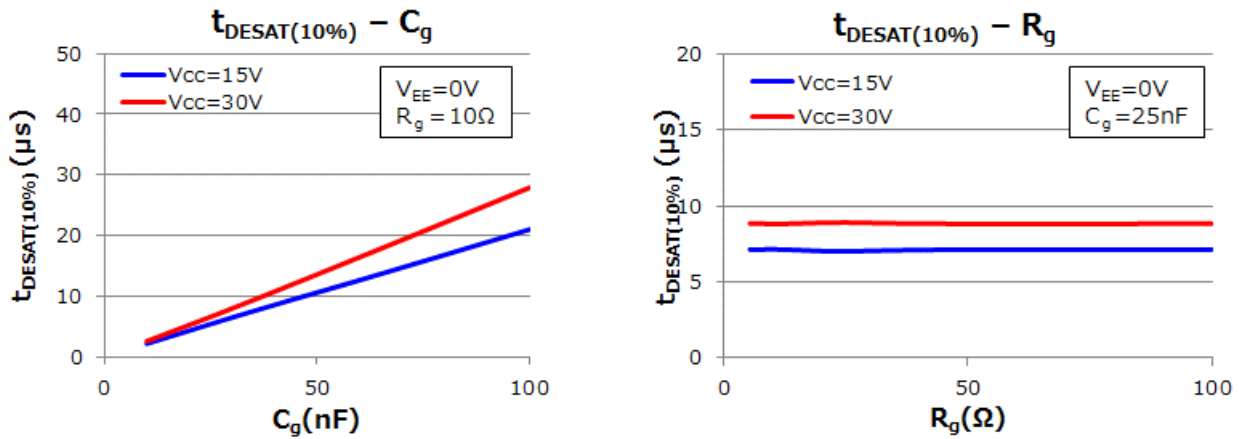 tDESAT(10%) – Cg
50
40
30
20
10
0
tDESAT(10%) (µs)
Vcc=15V
Vcc=30V
VEE=0V
Rg = 10Ω
0 50 100
Cg(nF)
tDESAT(10%) – Rg
20
15
10
5
0
tDESAT(10%) (µs)
Vcc=15V
Vcc=30V
VEE=0V
Cg=25nF
0 50 100
Rg(Ω)